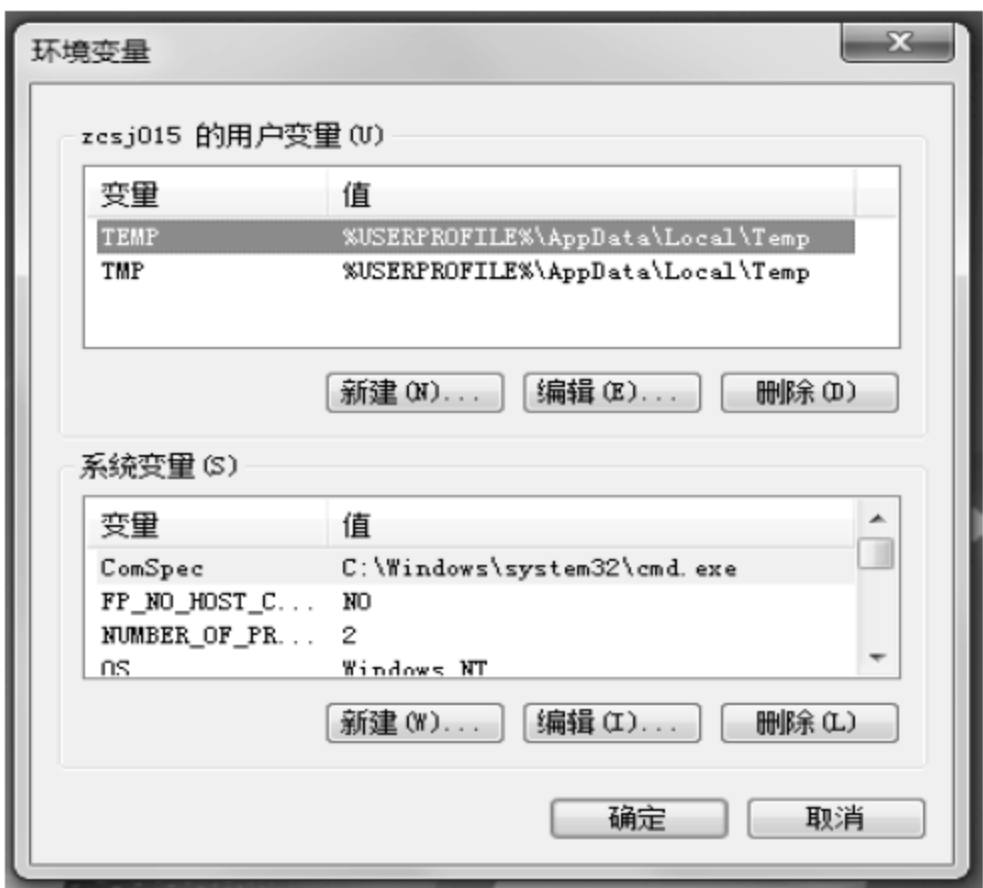 环境变量
zcsj015 的用户变量(U)
变量 值
TEMP %USERPROFILE%\AppData\Local\Temp
TMP %USERPROFILE%\AppData\Local\Temp
新建(N)... 编辑(E)... 删除(D)
系统变量(S)
变量 值
ComSpec C:\Windows\system32\cmd.exe
FP_NO_HOST_C... NO
NUMBER_OF_PR... 2
OS Windows_NT
新建(W)... 编辑(I)... 删除(L)
确定 取消